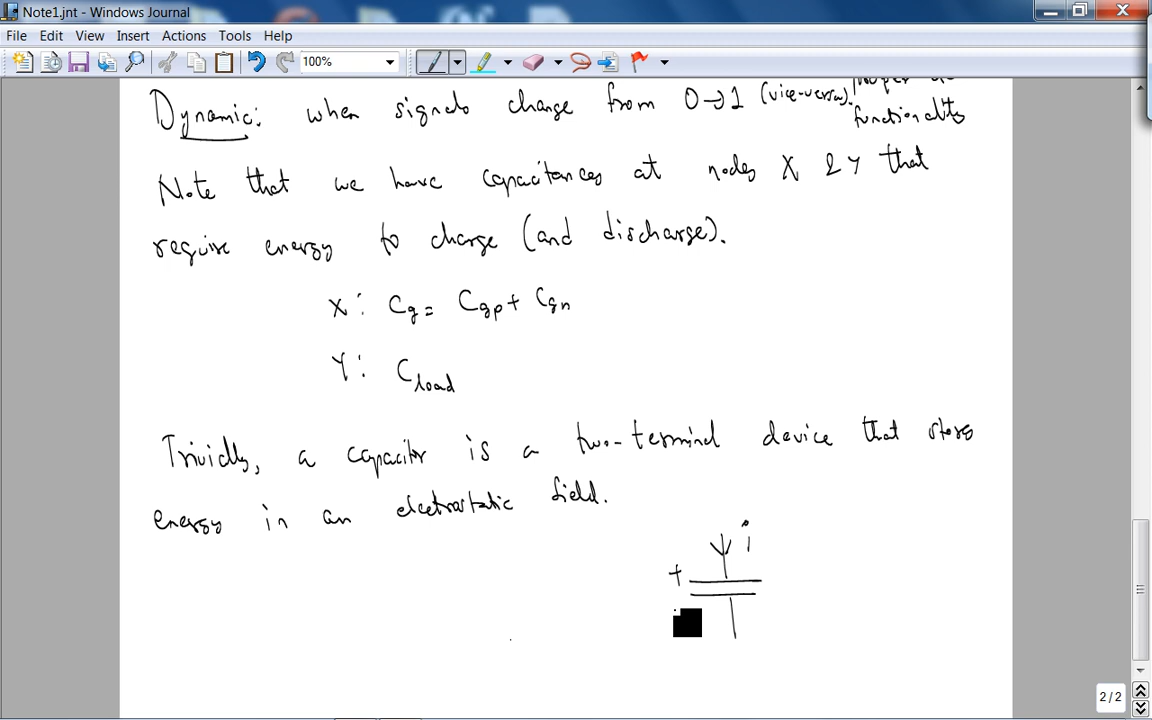 Note1.jnt - Windows Journal
File Edit View Insert Actions Tools Help
100%
Dynamic: when signals change from 0→1 (vice-versa).
functionality
Note that we have capacitances at nodes X & Y that
require energy to charge (and discharge).
X: Cg = Cgp + Cgn
Y: Cload
Trivially, a capacitor is a two-terminal device that stores
energy in an electrostatic field.
i
+
2/2